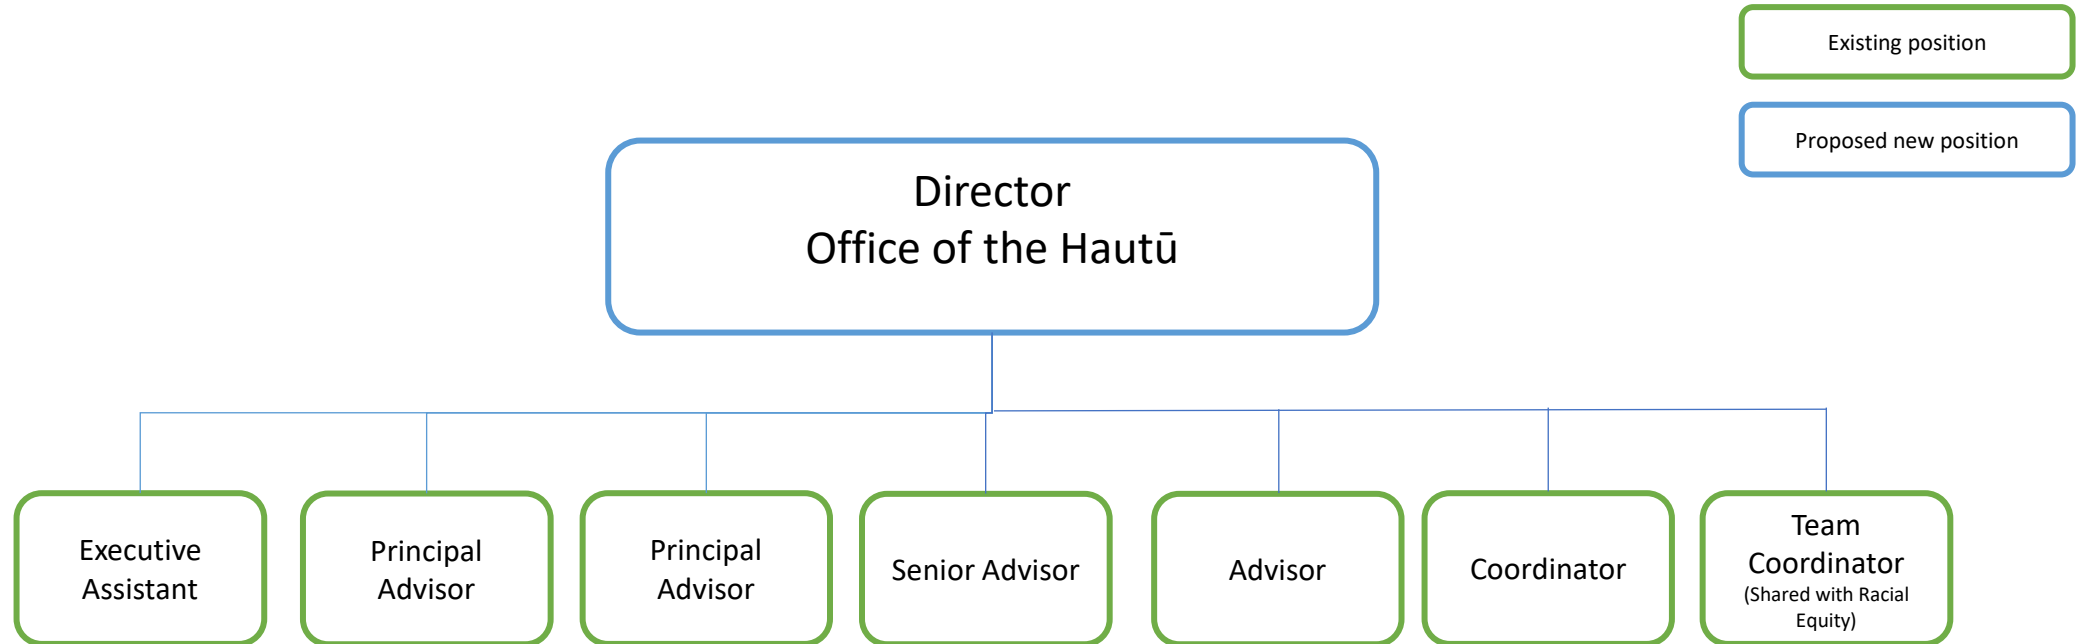 Existing position
Proposed new position
Director
Office of the Hautū
Executive
Assistant
Principal
Advisor
Principal
Advisor
Senior Advisor
Advisor
Coordinator
Team
Coordinator
(Shared with Racial
Equity)